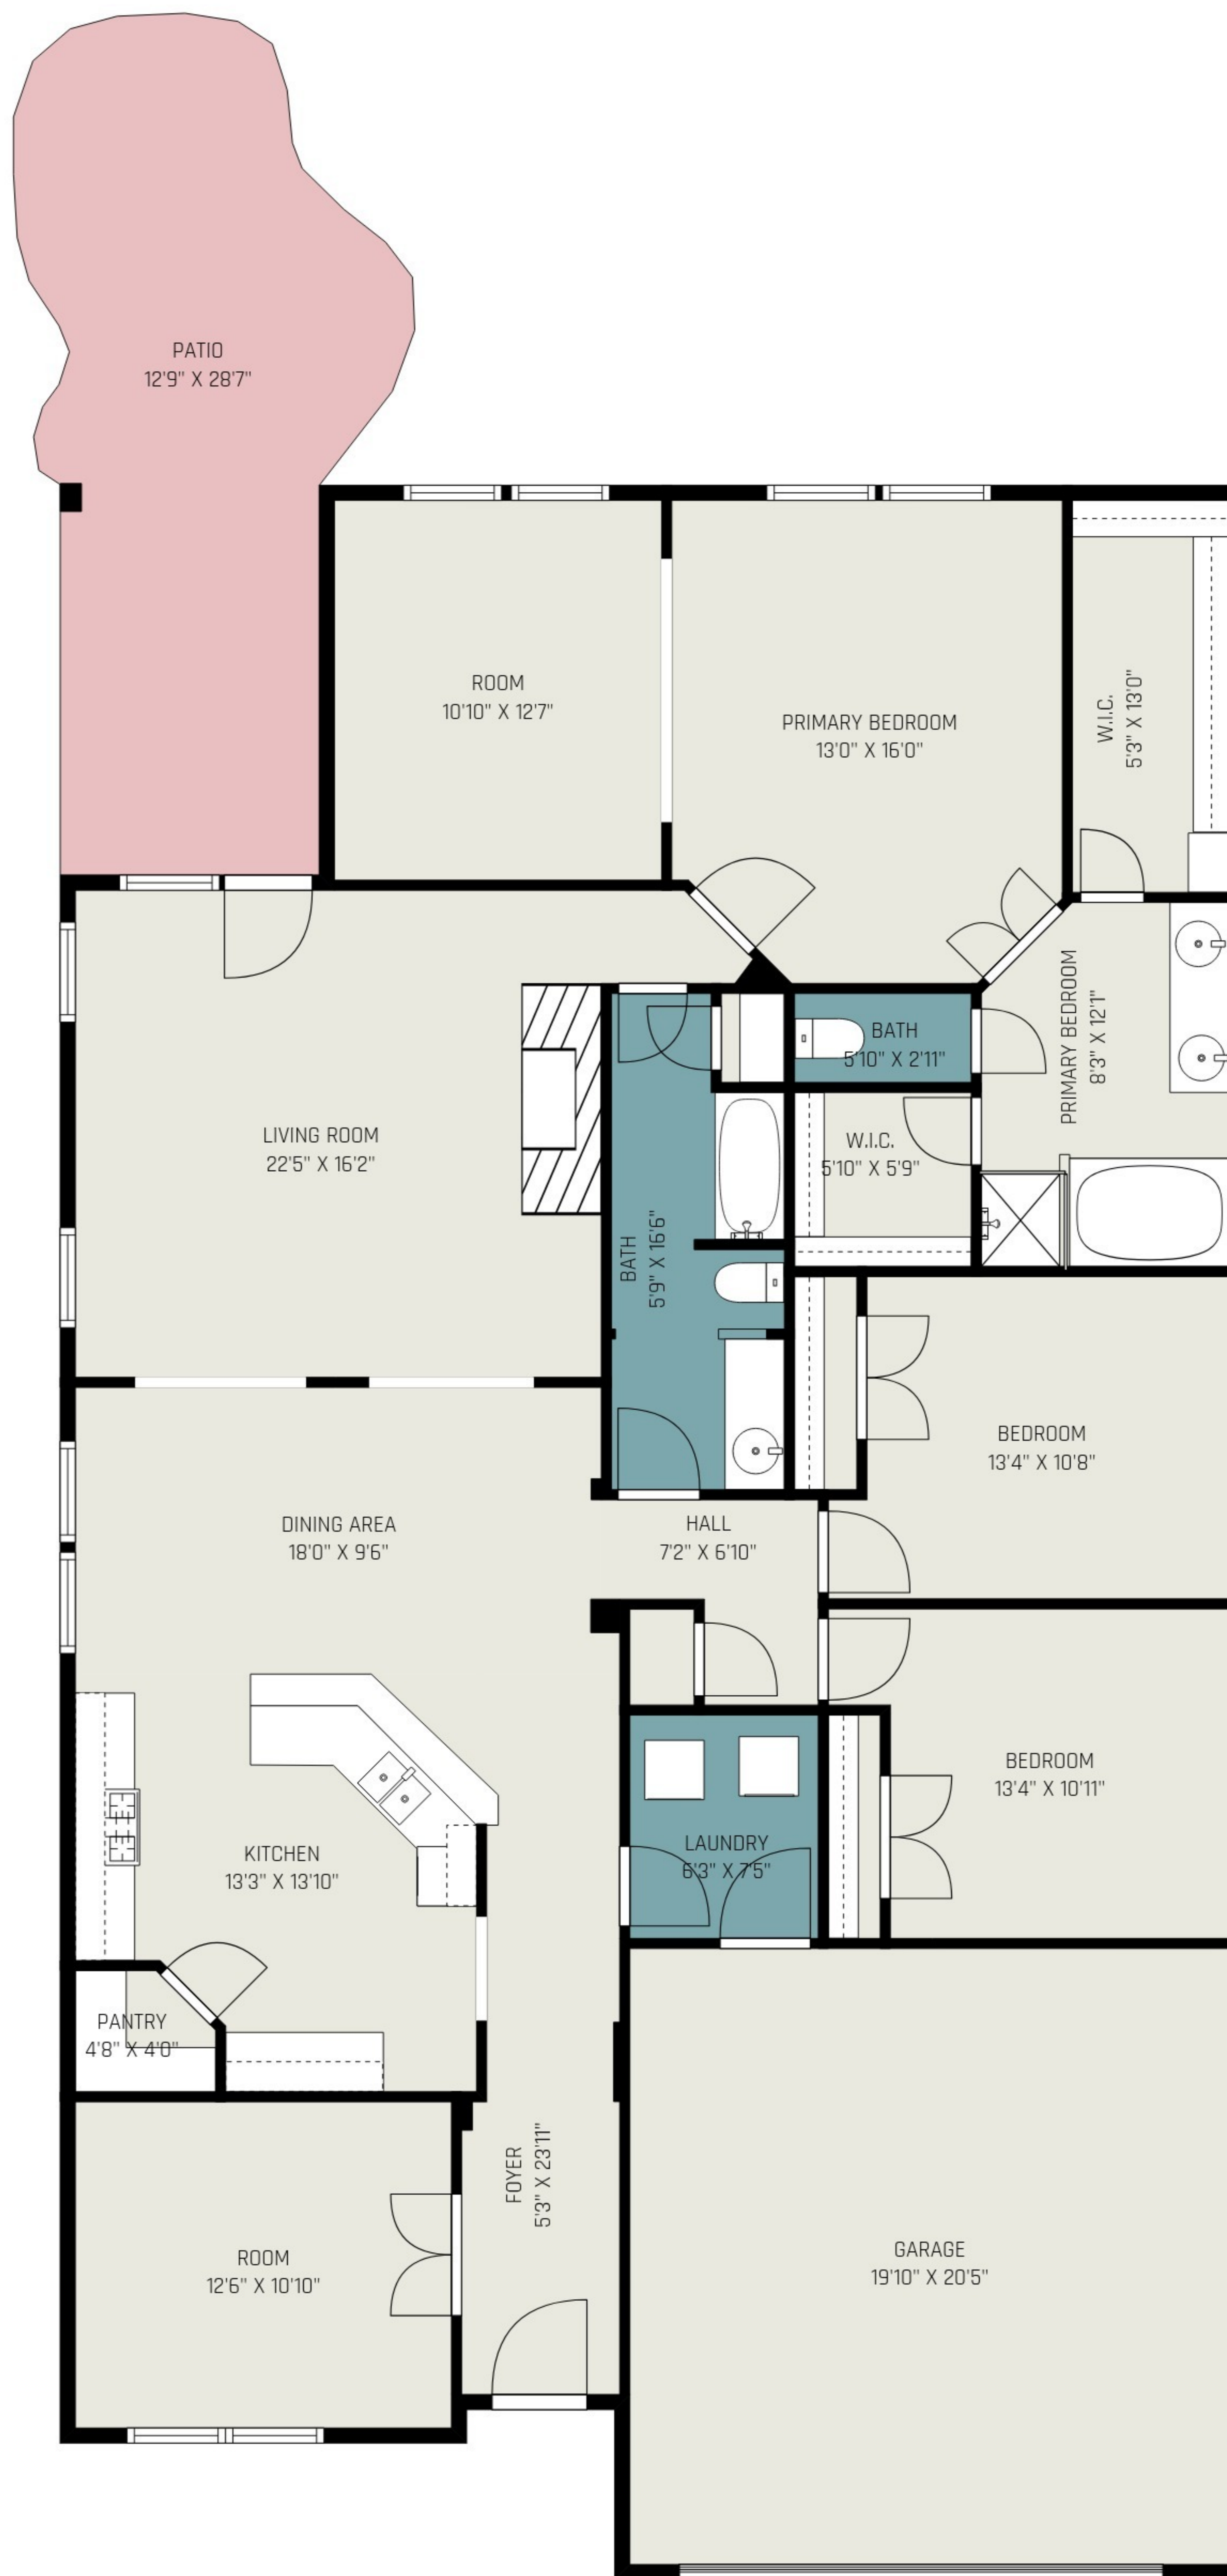 PATIO
12'9" X 28'7"
ROOM
10'10" X 12'7"
PRIMARY BEDROOM
13'0" X 16'0"
W.I.C.
5'3" X 13'0"
BATH
5'10" X 2'11"
PRIMARY BEDROOM
8'3" X 12'1"
LIVING ROOM
22'5" X 16'2"
W.I.C.
5'10" X 5'9"
BATH
5'9" X 16'6"
BEDROOM
13'4" X 10'8"
DINING AREA
18'0" X 9'6"
HALL
7'2" X 6'10"
BEDROOM
13'4" X 10'11"
LAUNDRY
6'3" X 7'5"
KITCHEN
13'3" X 13'10"
PANTRY
4'8" X 4'0"
FOYER
5'3" X 23'11"
ROOM
12'6" X 10'10"
GARAGE
19'10" X 20'5"